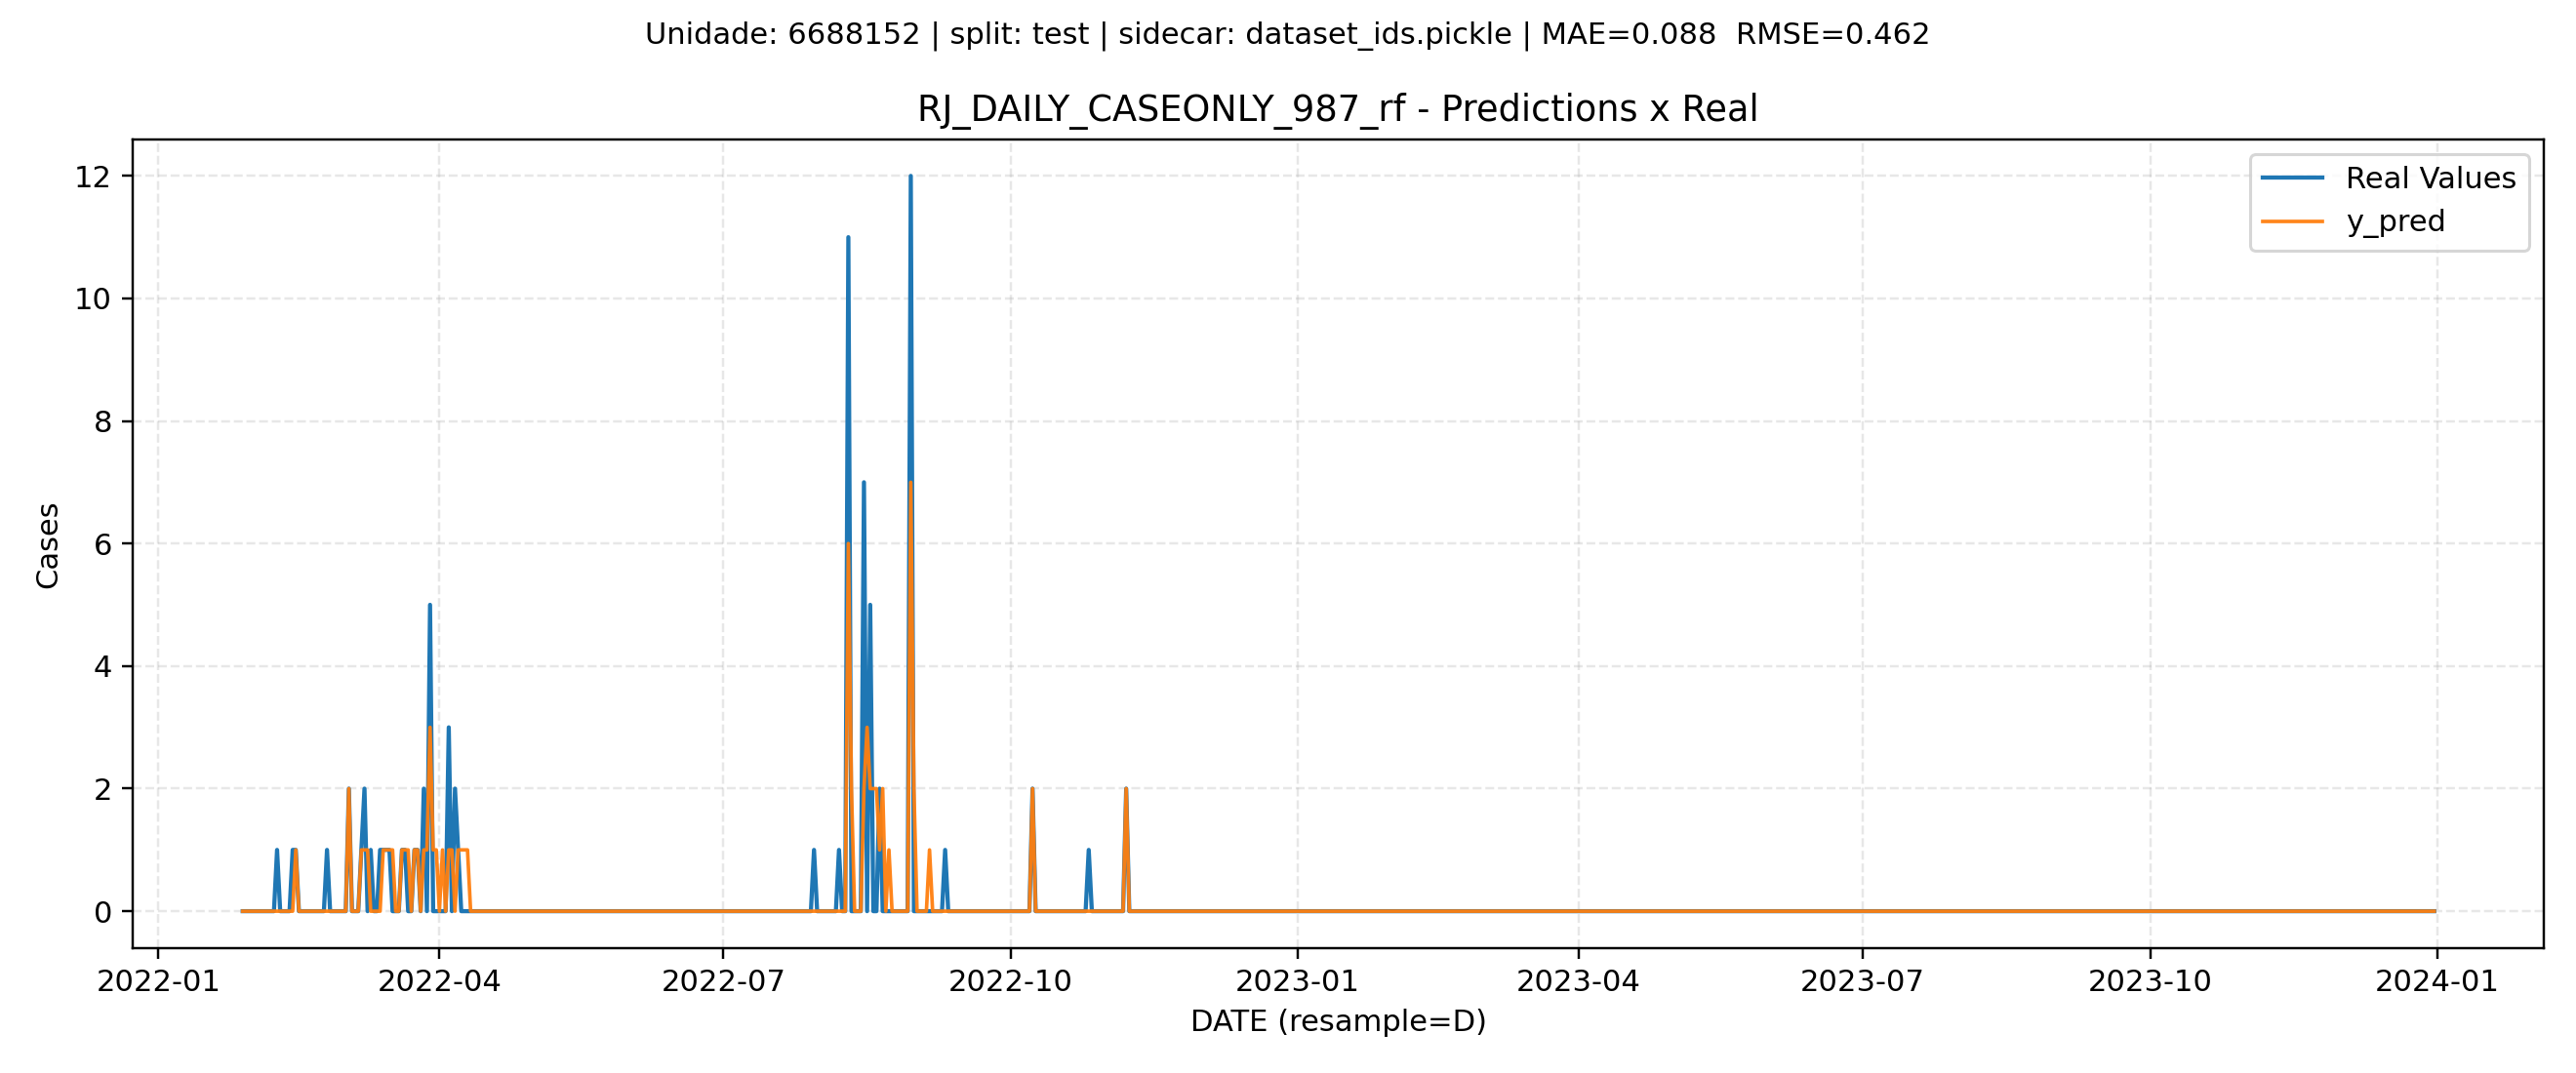 Unidade: 6688152 | split: test | sidecar: dataset_ids.pickle | MAE=0.088  RMSE=0.462
RJ_DAILY_CASEONLY_987_rf - Predictions x Real
Real Values
y_pred
12
10
8
6
4
2
0
Cases
2022-01 2022-04 2022-07 2022-10 2023-01 2023-04 2023-07 2023-10 2024-01
DATE (resample=D)